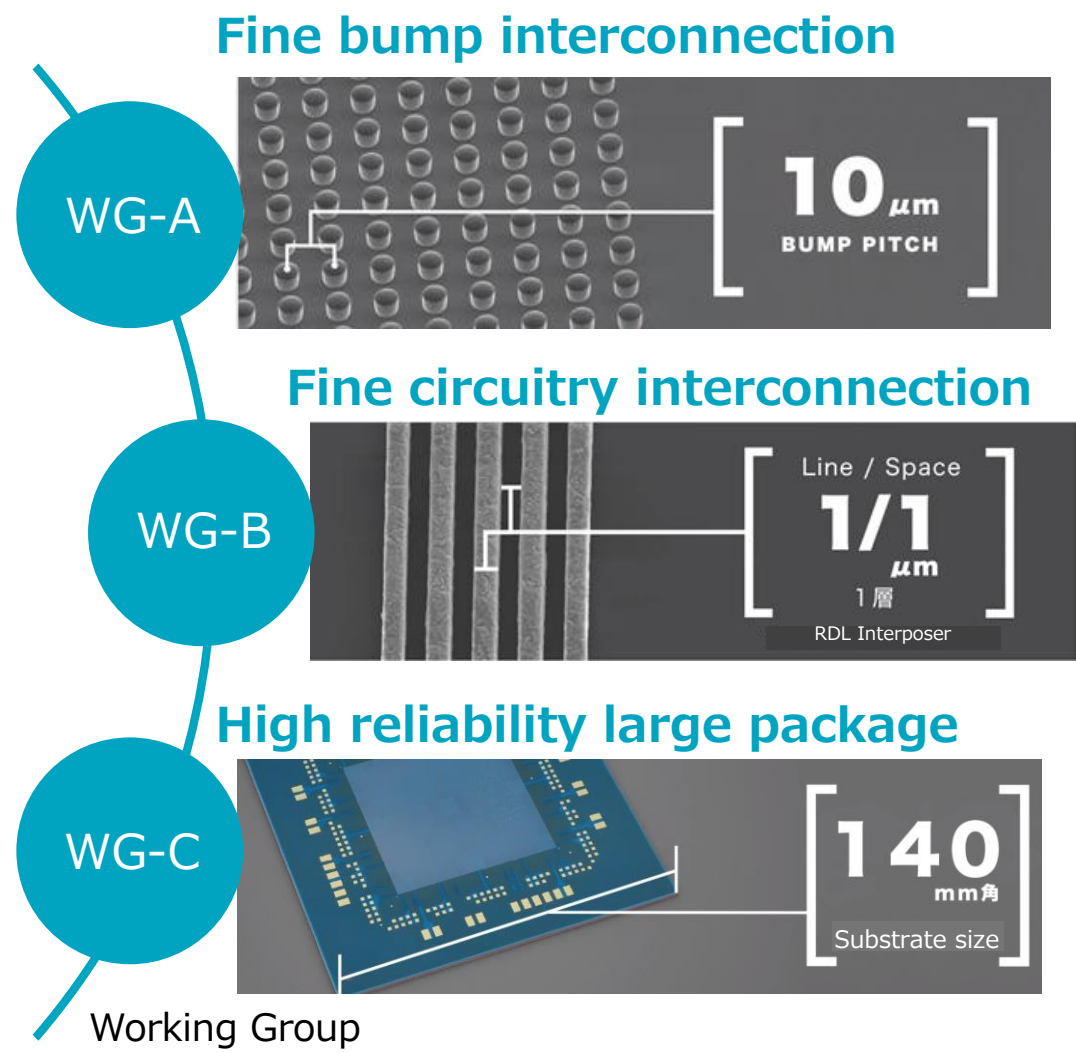 Fine bump interconnection
WG-A
10μm
BUMP PITCH
Fine circuitry interconnection
WG-B
Line / Space
1/1
μm
1層
RDL Interposer
High reliability large package
WG-C
140
mm角
Substrate size
Working Group